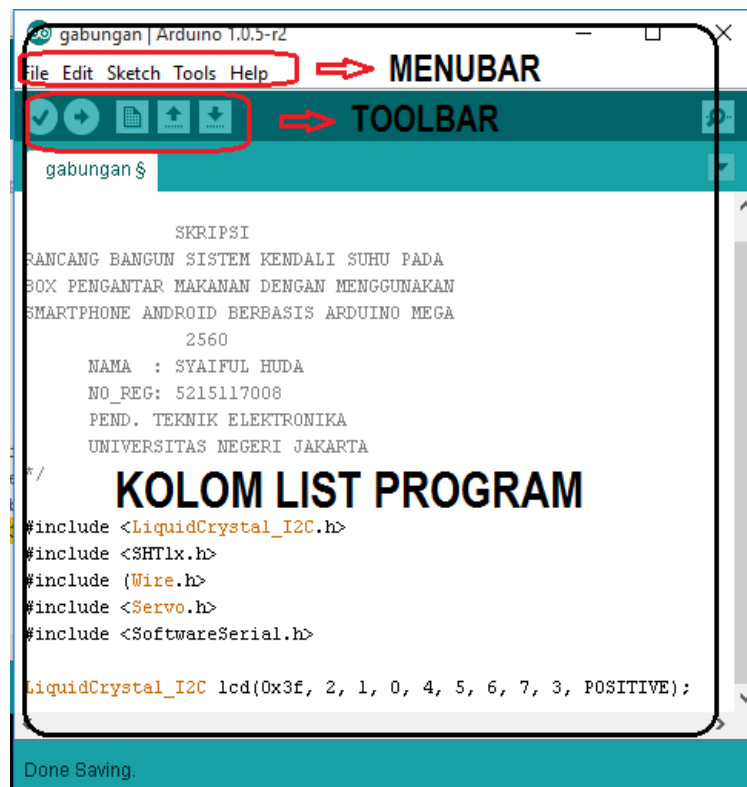 gabungan | Arduino 1.0.5-r2
File Edit Sketch Tools Help
MENUBAR
TOOLBAR
gabungan §
SKRIPSI
RANCANG BANGUN SISTEM KENDALI SUHU PADA
BOX PENGANTAR MAKANAN DENGAN MENGGUNAKAN
SMARTPHONE ANDROID BERBASIS ARDUINO MEGA
2560
NAMA : SYAIFUL HUDA
NO_REG: 5215117008
PEND. TEKNIK ELEKTRONIKA
UNIVERSITAS NEGERI JAKARTA
*/
KOLOM LIST PROGRAM
#include <LiquidCrystal_I2C.h>
#include <SHT1x.h>
#include (Wire.h>
#include <Servo.h>
#include <SoftwareSerial.h>
LiquidCrystal_I2C lcd(0x3f, 2, 1, 0, 4, 5, 6, 7, 3, POSITIVE);
Done Saving.